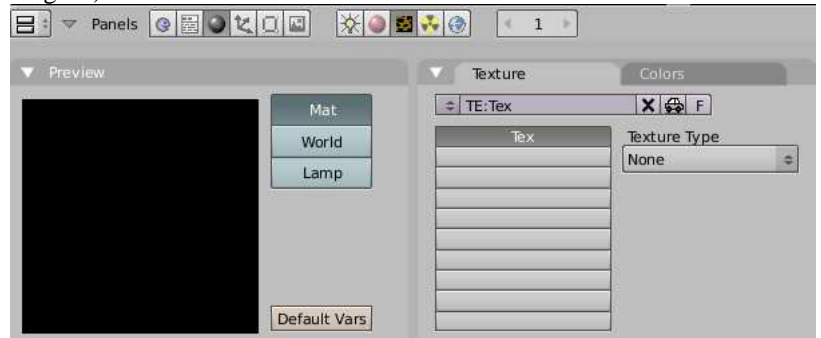 Panels
1
Preview
Mat
World
Lamp
Default Vars
Texture
Colors
TE:Tex
F
Tex
Texture Type
None